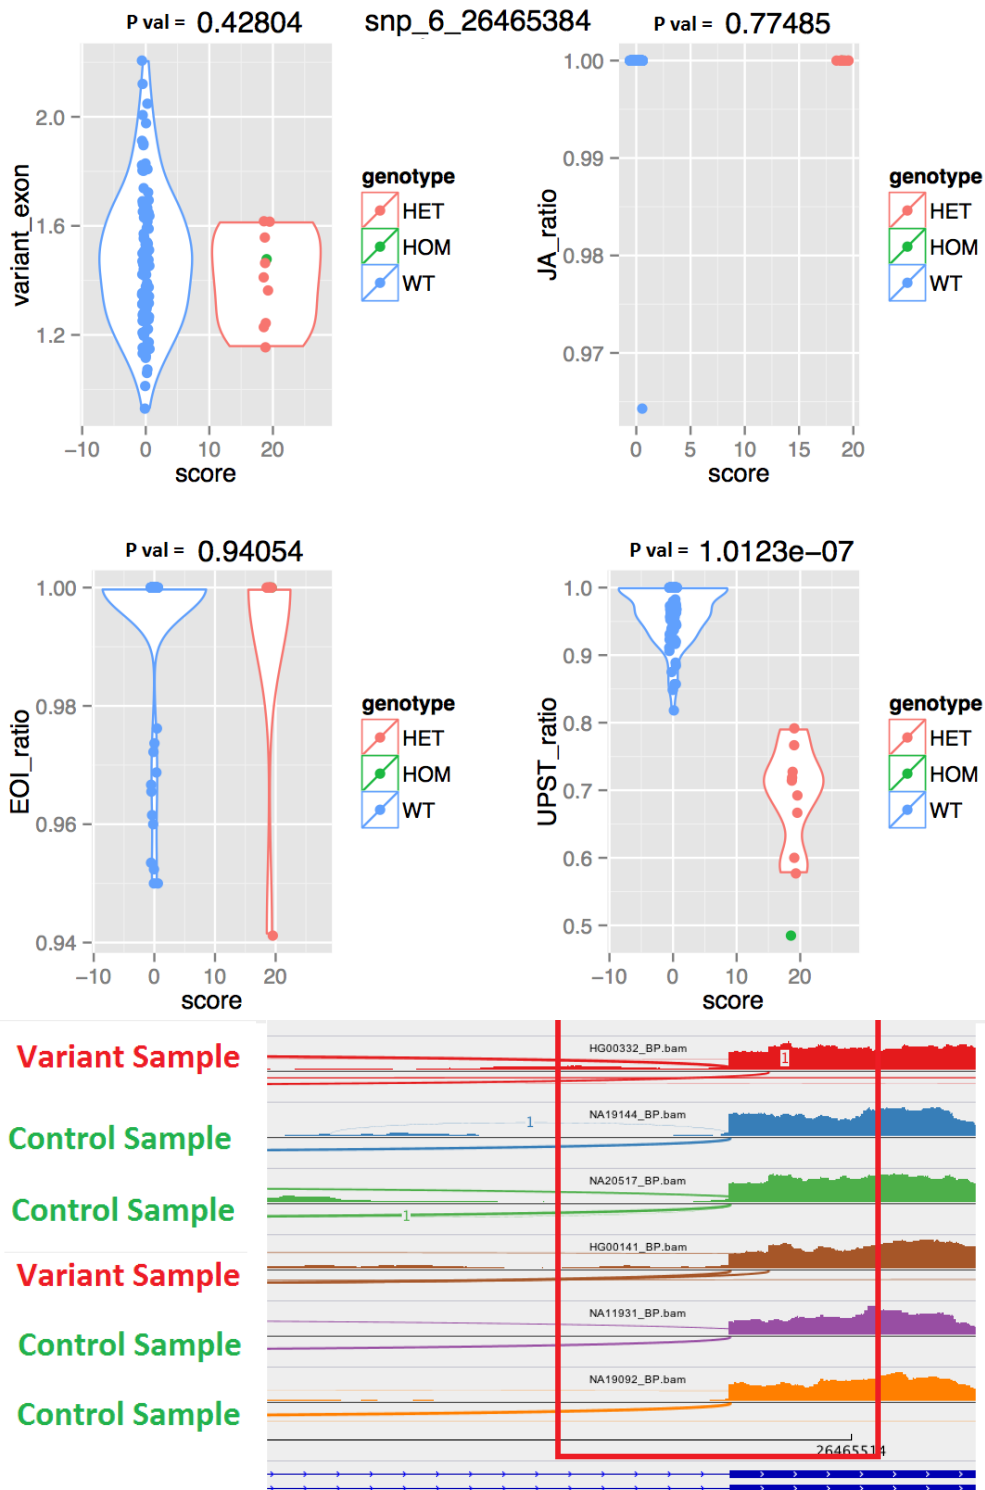 P val = 0.42804
snp_6_26465384
P val = 0.77485
variant_exon
2.0
1.6
1.2
−10 0 10 20
score
genotype
HET
HOM
WT
JA_ratio
1.00
0.99
0.98
0.97
0 5 10 15 20
score
genotype
HET
HOM
WT
P val = 0.94054
EOI_ratio
1.00
0.98
0.96
0.94
−10 0 10 20
score
genotype
HET
HOM
WT
P val = 1.0123e−07
UPST_ratio
1.0
0.9
0.8
0.7
0.6
0.5
−10 0 10 20
score
genotype
HET
HOM
WT
Variant Sample
HG00332_BP.bam
1
Control Sample
NA19144_BP.bam
1
Control Sample
NA20517_BP.bam
1
Variant Sample
HG00141_BP.bam
Control Sample
NA11931_BP.bam
Control Sample
NA19092_BP.bam
26465514